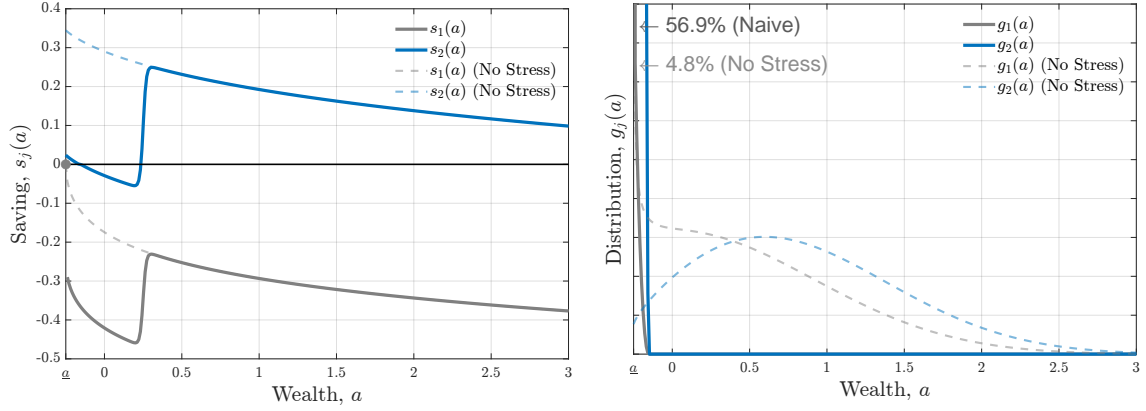 0.4
0.3
0.2
0.1
0
-0.1
-0.2
-0.3
-0.4
-0.5
Saving, s_j(a)
s_1(a)
s_2(a)
s_1(a) (No Stress)
s_2(a) (No Stress)
a 0 0.5 1 1.5 2 2.5 3
Wealth, a
Distribution, g_j(a)
← 56.9% (Naive)
← 4.8% (No Stress)
g_1(a)
g_2(a)
g_1(a) (No Stress)
g_2(a) (No Stress)
a 0 0.5 1 1.5 2 2.5 3
Wealth, a